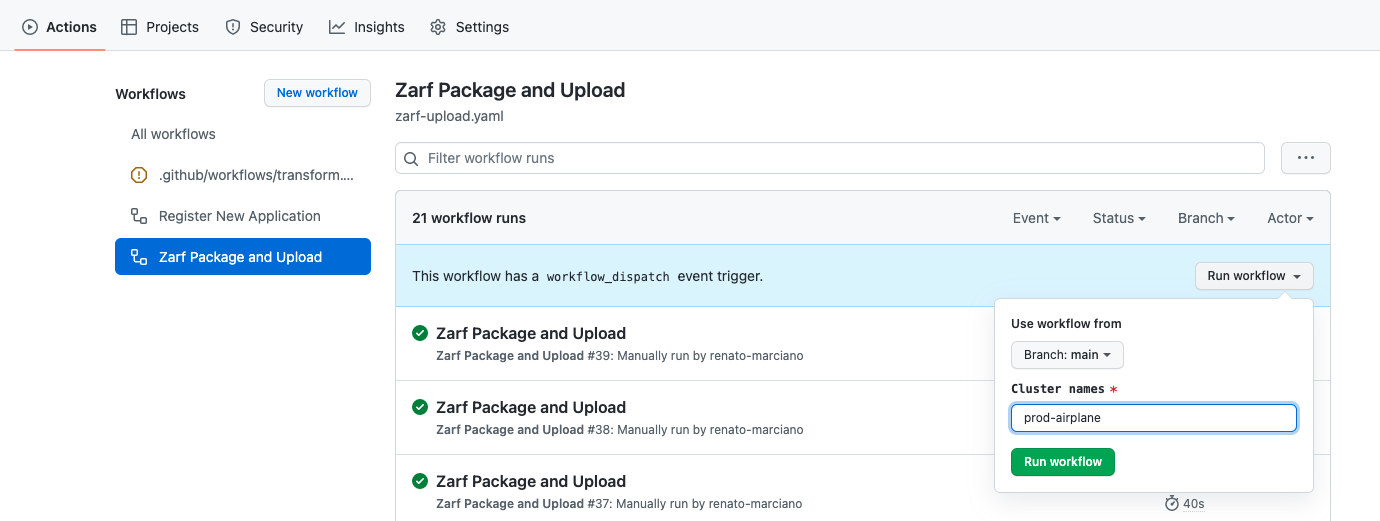 Actions Projects Security Insights Settings
Workflows
New workflow
All workflows
.github/workflows/transform....
Register New Application
Zarf Package and Upload
Zarf Package and Upload
zarf-upload.yaml
Filter workflow runs
21 workflow runs
Event Status Branch Actor
This workflow has a workflow_dispatch event trigger.
Run workflow
Use workflow from
Branch: main
Cluster names *
prod-airplane
Run workflow
Zarf Package and Upload
Zarf Package and Upload #39: Manually run by renato-marciano
Zarf Package and Upload
Zarf Package and Upload #38: Manually run by renato-marciano
Zarf Package and Upload
Zarf Package and Upload #37: Manually run by renato-marciano
40s